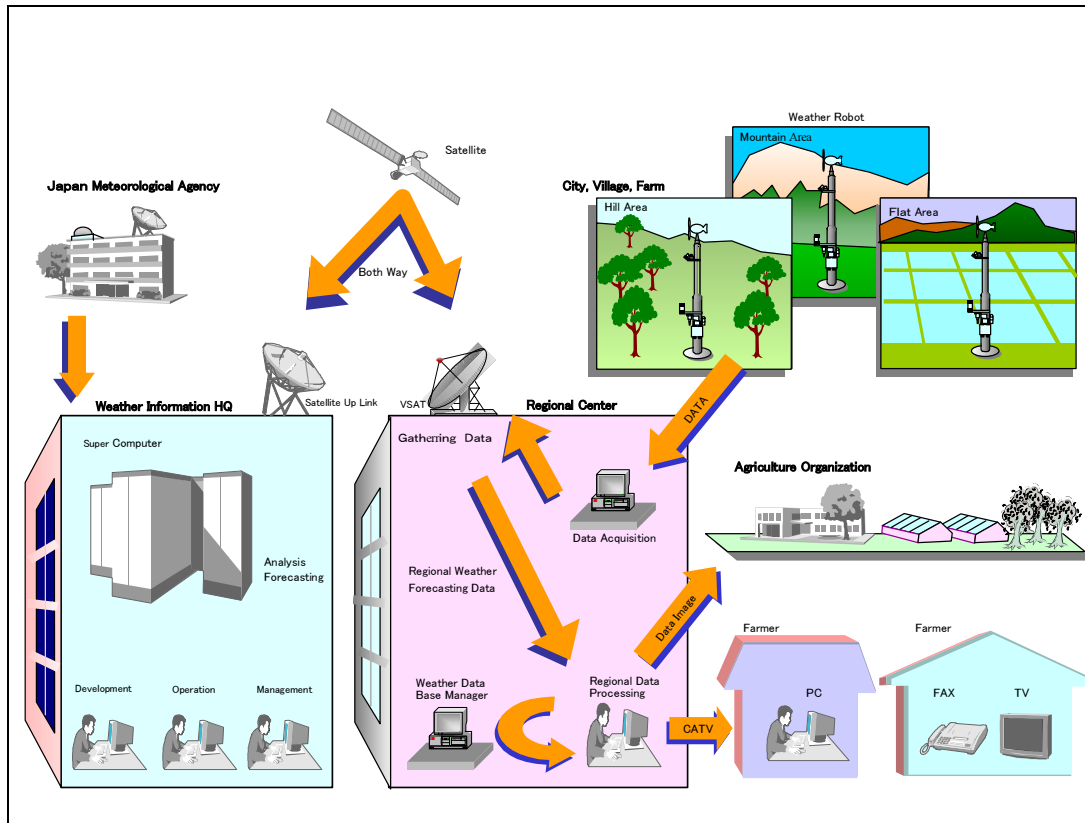 Weather Robot
Mountain Area
Satellite
Japan Meteorological Agency
City, Village, Farm
Hill Area
Flat Area
Both Way
Satellite Up Link
VSAT
Weather Information HQ
Regional Center
DATA
Super Computer
Gatherring Data
Agriculture Organization
Data Acquisition
Analysis
Forecasting
Regional Weather
Forecasting Data
Data Image
Farmer
Farmer
Development
Operation
Management
Weather Data
Base Manager
Regional Data
Processing
CATV
PC
FAX
TV